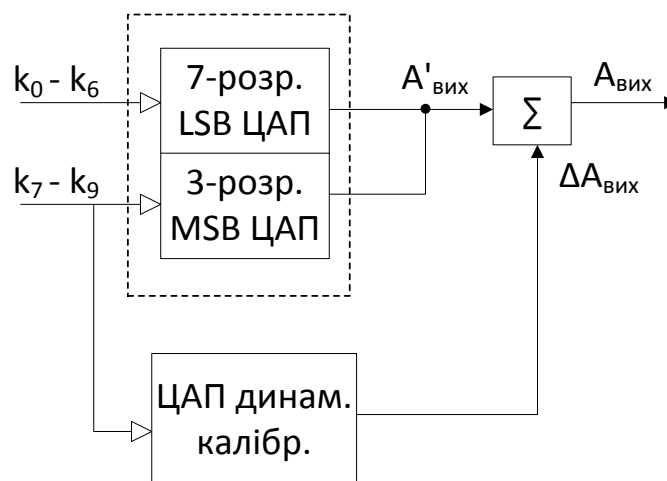 k₀ - k₆
7-розр.
LSB ЦАП
A'вих
Σ
Aвих
k₇ - k₉
3-розр.
MSB ЦАП
ΔAвих
ЦАП динам.
калібр.